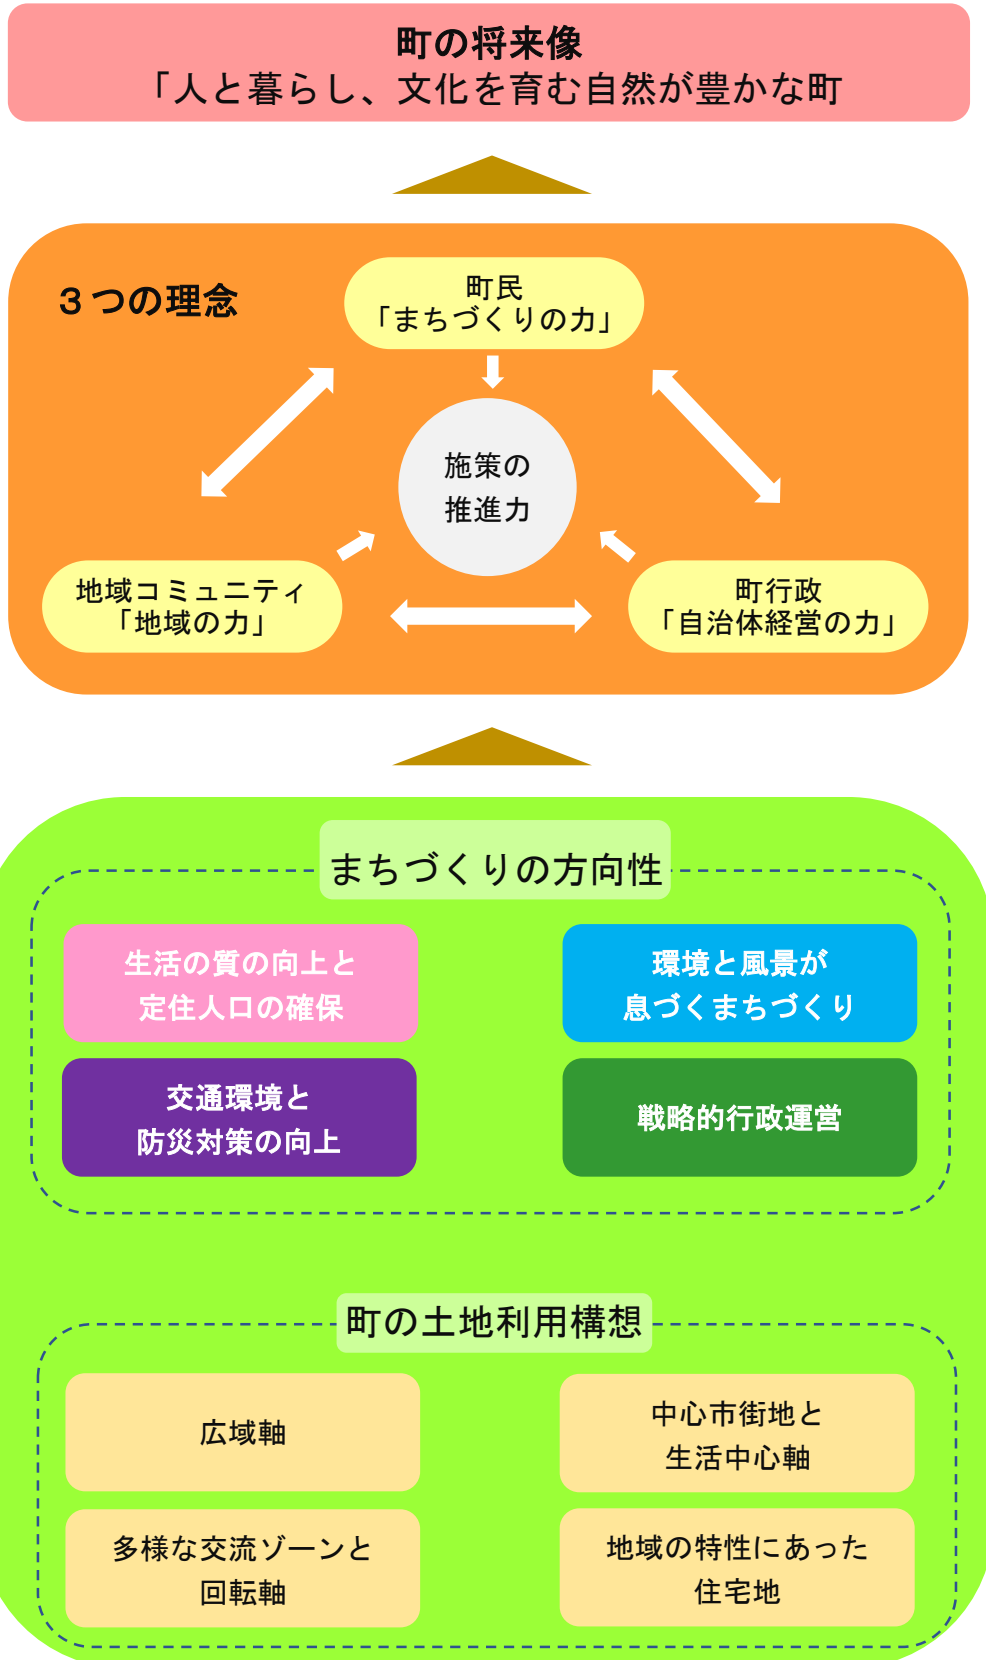 町の将来像
「人と暮らし、文化を育む自然が豊かな町
３つの理念
町民
「まちづくりの力」
施策の
推進力
地域コミュニティ
「地域の力」
町行政
「自治体経営の力」
まちづくりの方向性
生活の質の向上と
定住人口の確保
環境と風景が
息づくまちづくり
交通環境と
防災対策の向上
戦略的行政運営
町の土地利用構想
広域軸
中心市街地と
生活中心軸
多様な交流ゾーンと
回転軸
地域の特性にあった
住宅地